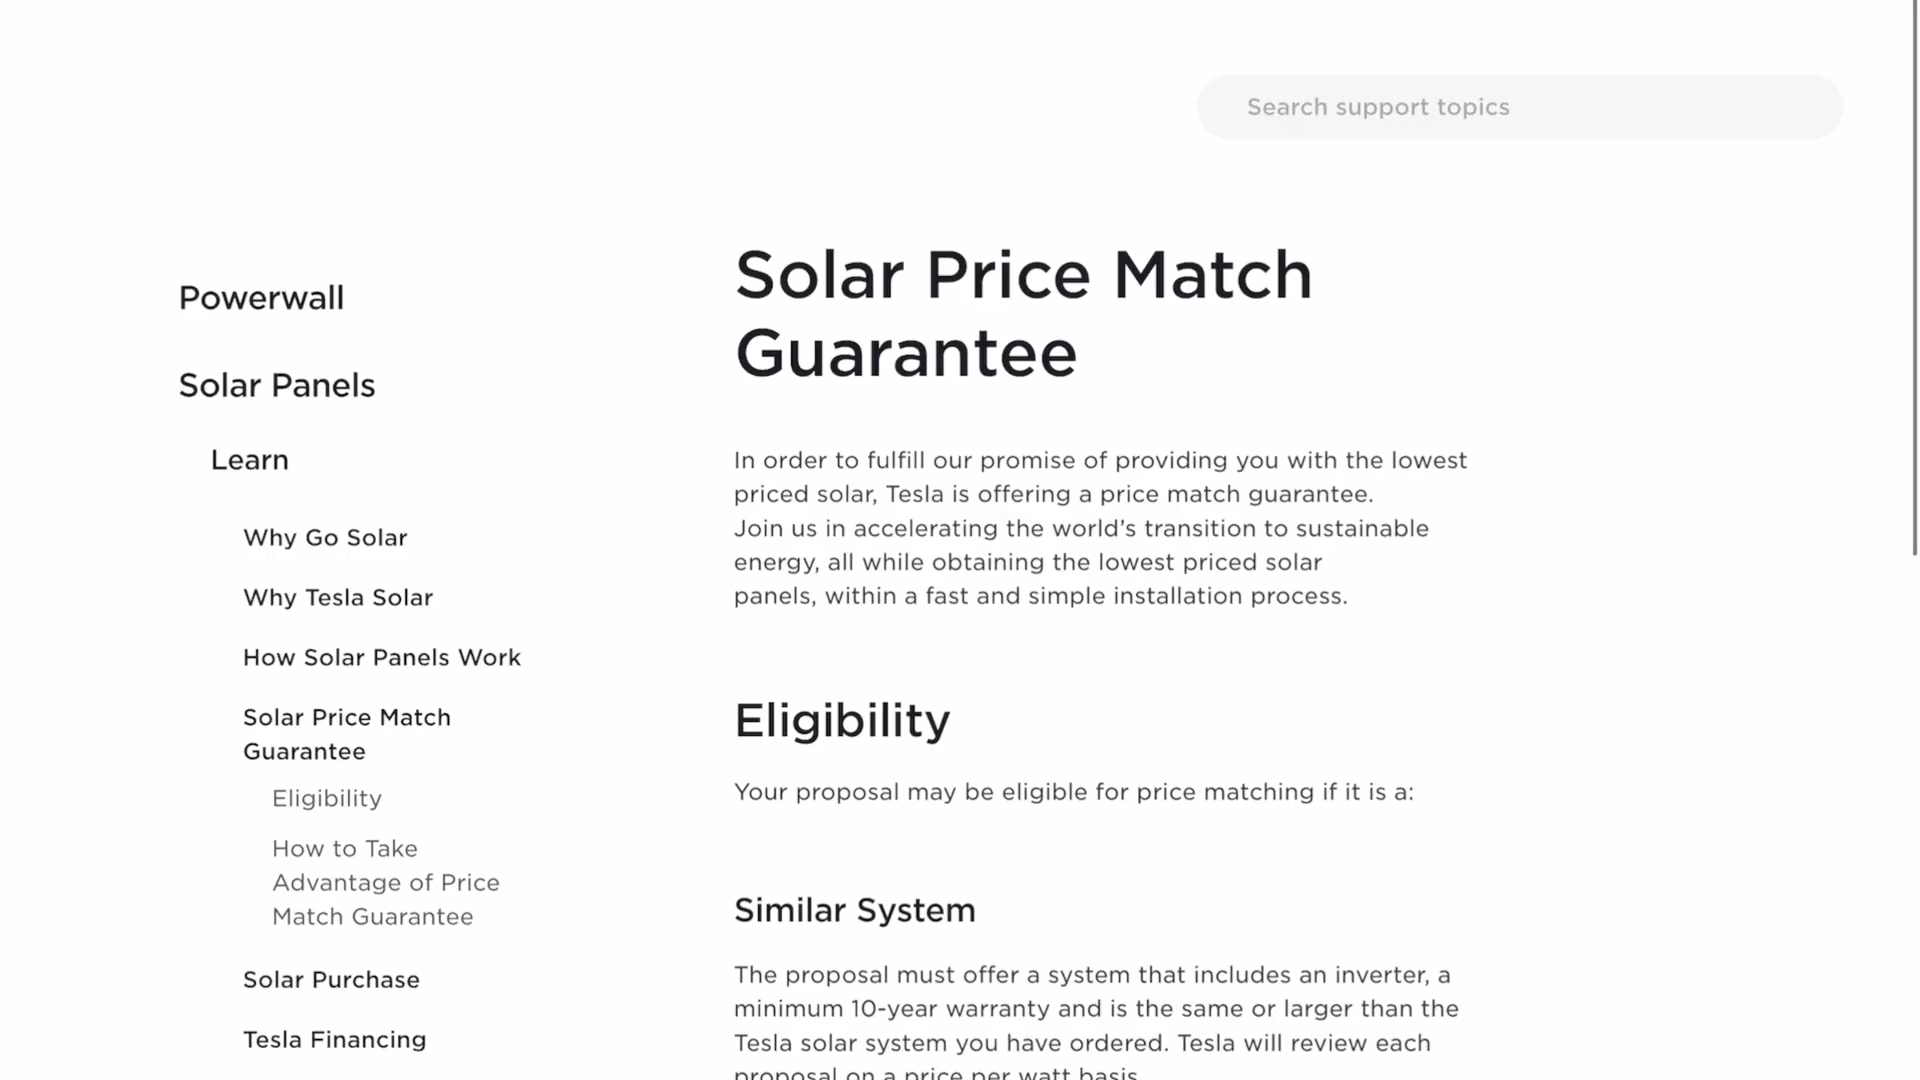 Search support topics
Powerwall
Solar Panels
Learn
Why Go Solar
Why Tesla Solar
How Solar Panels Work
Solar Price Match
Guarantee
Eligibility
How to Take
Advantage of Price
Match Guarantee
Solar Purchase
Tesla Financing
Solar Price Match
Guarantee
In order to fulfill our promise of providing you with the lowest
priced solar, Tesla is offering a price match guarantee.
Join us in accelerating the world’s transition to sustainable
energy, all while obtaining the lowest priced solar
panels, within a fast and simple installation process.
Eligibility
Your proposal may be eligible for price matching if it is a:
Similar System
The proposal must offer a system that includes an inverter, a
minimum 10-year warranty and is the same or larger than the
Tesla solar system you have ordered. Tesla will review each
proposal on a price per watt basis.